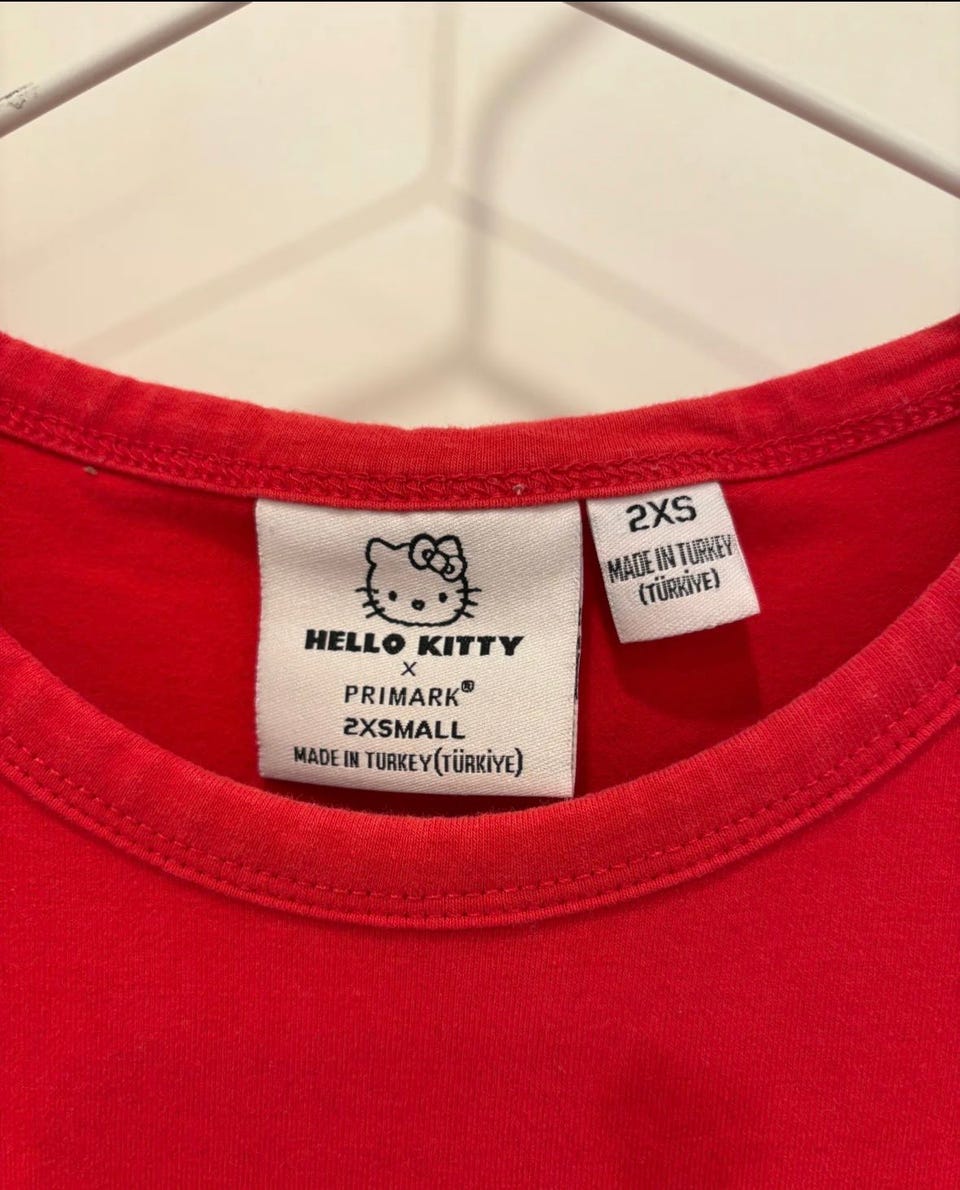 HELLO KITTY
X
PRIMARK®
2XSMALL
MADE IN TURKEY(TÜRKİYE)
2XS
MADE IN TURKEY
(TÜRKİYE)